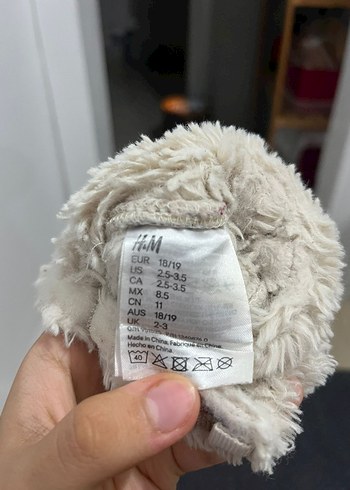 H&M
EUR 18/19
US 2.5-3.5
CA 2.5-3.5
MX 8.5
CN 11
AUS 18/19
UK 2-3
Made in China, Fabriqué en Chine,
Hecho en China
40